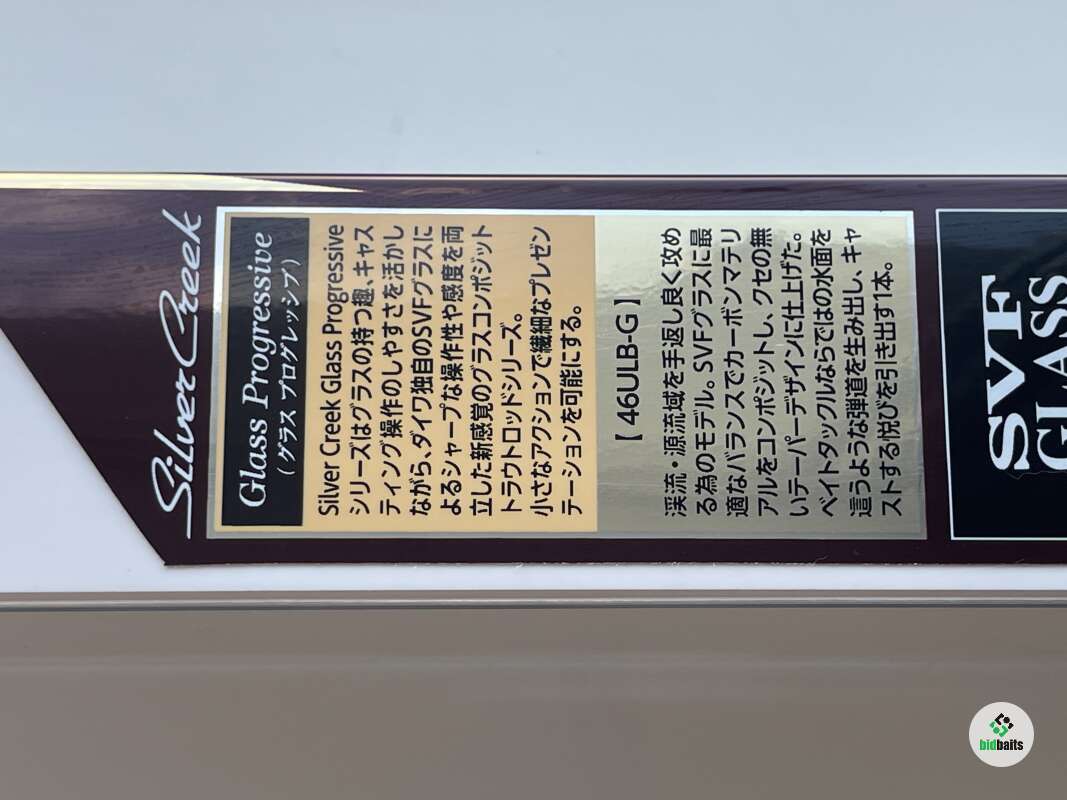 Silver Creek
Glass Progressive
(グラス プログレッシブ)
Silver Creek Glass Progressive
シリーズはグラスの持つ趣、キャス
ティング操作のしやすさを活かし
ながら、ダイワ独自のSVFグラスに
よるシャープな操作性や感度を両
立した新感覚のグラスコンポジット
トラウトロッドシリーズ。
小さなアクションで繊細なプレゼン
テーションを可能にする。
【46ULB-G】
渓流・源流域を手返し良く攻め
る為のモデル。SVFグラスに最
適なバランスでカーボンマテリ
アルをコンポジットし、クセの無
いテーパーデザインに仕上げた。
ベイトタックルならではの水面を
這うような弾道を生み出し、キャ
ストする悦びを引き出す1本。
SVF
GLASS
bidbaits